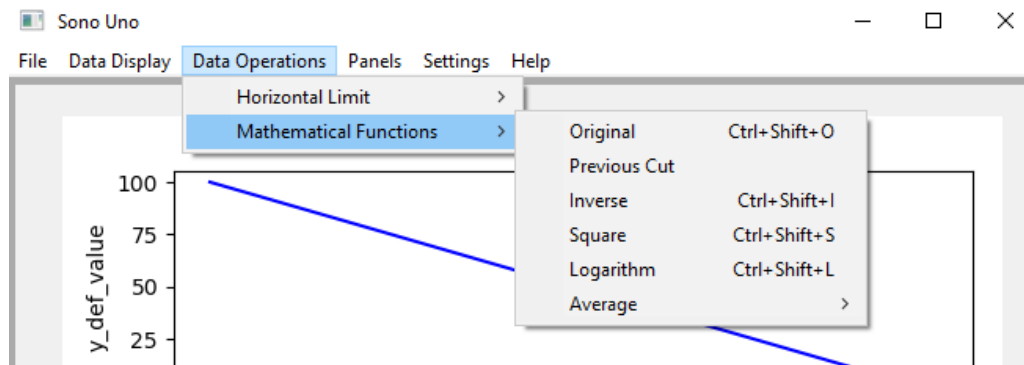 Sono Uno
File Data Display Data Operations Panels Settings Help
Horizontal Limit
Mathematical Functions
Original Ctrl+Shift+O
Previous Cut
Inverse Ctrl+Shift+I
Square Ctrl+Shift+S
Logarithm Ctrl+Shift+L
Average
100
75
50
25
y_def_value